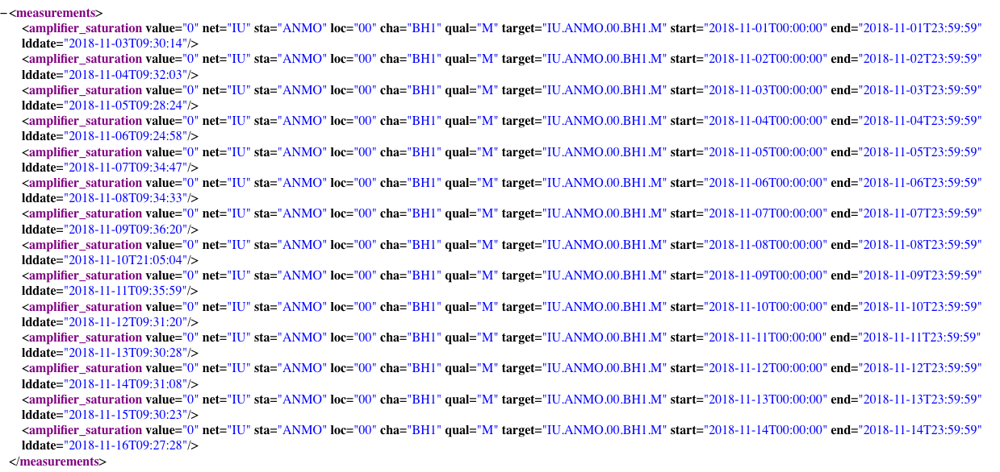 −<measurements>
<amplifier_saturation value="0" net="IU" sta="ANMO" loc="00" cha="BH1" qual="M" target="IU.ANMO.00.BH1.M" start="2018-11-01T00:00:00" end="2018-11-01T23:59:59"
lddate="2018-11-03T09:30:14"/>
<amplifier_saturation value="0" net="IU" sta="ANMO" loc="00" cha="BH1" qual="M" target="IU.ANMO.00.BH1.M" start="2018-11-02T00:00:00" end="2018-11-02T23:59:59"
lddate="2018-11-04T09:32:03"/>
<amplifier_saturation value="0" net="IU" sta="ANMO" loc="00" cha="BH1" qual="M" target="IU.ANMO.00.BH1.M" start="2018-11-03T00:00:00" end="2018-11-03T23:59:59"
lddate="2018-11-05T09:28:24"/>
<amplifier_saturation value="0" net="IU" sta="ANMO" loc="00" cha="BH1" qual="M" target="IU.ANMO.00.BH1.M" start="2018-11-04T00:00:00" end="2018-11-04T23:59:59"
lddate="2018-11-06T09:24:58"/>
<amplifier_saturation value="0" net="IU" sta="ANMO" loc="00" cha="BH1" qual="M" target="IU.ANMO.00.BH1.M" start="2018-11-05T00:00:00" end="2018-11-05T23:59:59"
lddate="2018-11-07T09:34:47"/>
<amplifier_saturation value="0" net="IU" sta="ANMO" loc="00" cha="BH1" qual="M" target="IU.ANMO.00.BH1.M" start="2018-11-06T00:00:00" end="2018-11-06T23:59:59"
lddate="2018-11-08T09:34:33"/>
<amplifier_saturation value="0" net="IU" sta="ANMO" loc="00" cha="BH1" qual="M" target="IU.ANMO.00.BH1.M" start="2018-11-07T00:00:00" end="2018-11-07T23:59:59"
lddate="2018-11-09T09:36:20"/>
<amplifier_saturation value="0" net="IU" sta="ANMO" loc="00" cha="BH1" qual="M" target="IU.ANMO.00.BH1.M" start="2018-11-08T00:00:00" end="2018-11-08T23:59:59"
lddate="2018-11-10T21:05:04"/>
<amplifier_saturation value="0" net="IU" sta="ANMO" loc="00" cha="BH1" qual="M" target="IU.ANMO.00.BH1.M" start="2018-11-09T00:00:00" end="2018-11-09T23:59:59"
lddate="2018-11-11T09:35:59"/>
<amplifier_saturation value="0" net="IU" sta="ANMO" loc="00" cha="BH1" qual="M" target="IU.ANMO.00.BH1.M" start="2018-11-10T00:00:00" end="2018-11-10T23:59:59"
lddate="2018-11-12T09:31:20"/>
<amplifier_saturation value="0" net="IU" sta="ANMO" loc="00" cha="BH1" qual="M" target="IU.ANMO.00.BH1.M" start="2018-11-11T00:00:00" end="2018-11-11T23:59:59"
lddate="2018-11-13T09:30:28"/>
<amplifier_saturation value="0" net="IU" sta="ANMO" loc="00" cha="BH1" qual="M" target="IU.ANMO.00.BH1.M" start="2018-11-12T00:00:00" end="2018-11-12T23:59:59"
lddate="2018-11-14T09:31:08"/>
<amplifier_saturation value="0" net="IU" sta="ANMO" loc="00" cha="BH1" qual="M" target="IU.ANMO.00.BH1.M" start="2018-11-13T00:00:00" end="2018-11-13T23:59:59"
lddate="2018-11-15T09:30:23"/>
<amplifier_saturation value="0" net="IU" sta="ANMO" loc="00" cha="BH1" qual="M" target="IU.ANMO.00.BH1.M" start="2018-11-14T00:00:00" end="2018-11-14T23:59:59"
lddate="2018-11-16T09:27:28"/>
</measurements>